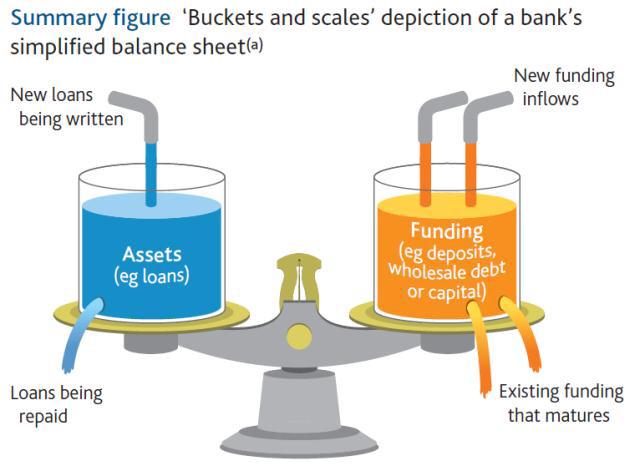 Summary figure ‘Buckets and scales’ depiction of a bank’s
simplified balance sheet(a)
New loans
being written
New funding
inflows
Assets
(eg loans)
Funding
(eg deposits,
wholesale debt
or capital)
Loans being
repaid
Existing funding
that matures